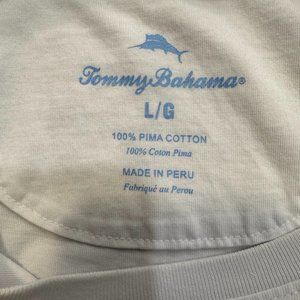 Tommy Bahama®
L/G
100% PIMA COTTON
100% Coton Pima
MADE IN PERU
Fabriqué au Perou